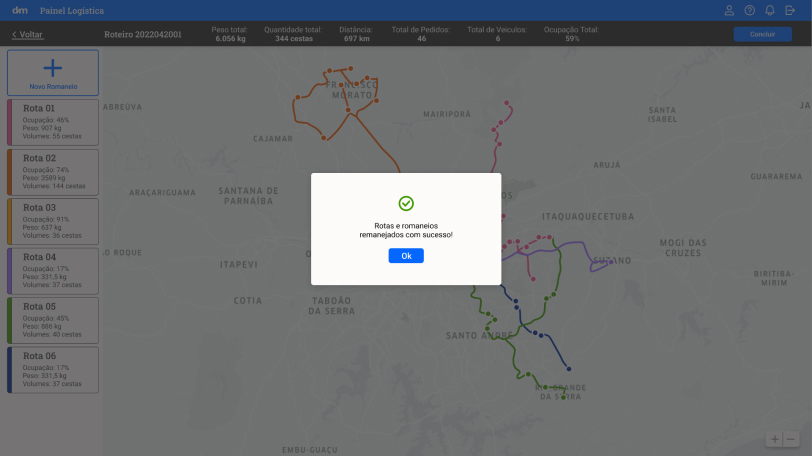 dm Painel Logística
Voltar
Roteiro 2022042001
Peso total:
6.056 kg
Quantidade total:
344 cestas
Distância:
697 km
Total de Pedidos:
46
Total de Veículos:
6
Ocupação Total:
59%
Concluir
Novo Romaneio
Rota 01
Ocupação: 46%
Peso: 907 kg
Volumes: 55 cestas
Rota 02
Ocupação: 74%
Peso: 3589 kg
Volumes: 144 cestas
Rota 03
Ocupação: 91%
Peso: 637 kg
Volumes: 36 cestas
Rota 04
Ocupação: 17%
Peso: 331,5 kg
Volumes: 37 cestas
Rota 05
Ocupação: 45%
Peso: 886 kg
Volumes: 40 cestas
Rota 06
Ocupação: 17%
Peso: 331,5 kg
Volumes: 37 cestas
ABREÚVA
FRANCISCO
MORATO
MAIRIPORÃ
SANTA
ISABEL
JA
CAJAMAR
ARUJÁ
GUARAREMA
ARAÇARIGUAMA
SANTANA DE
PARNAÍBA
OS
ITAQUAQUECETUBA
MOGI DAS
CRUZES
ÃO ROQUE
ITAPEVI
SUZANO
BIRITIBA-
MIRIM
COTIA
TABOÃO
DA SERRA
SANTO ANDRÉ
RIO GRANDE
DA SERRA
EMBU-GUAÇU
Rotas e romaneios
remanejados com sucesso!
Ok